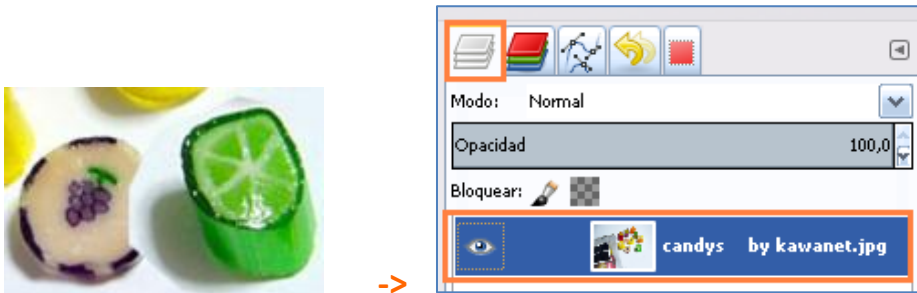 Modo: Normal
Opacidad 100,0
Bloquear:
candys by kawanet.jpg
->